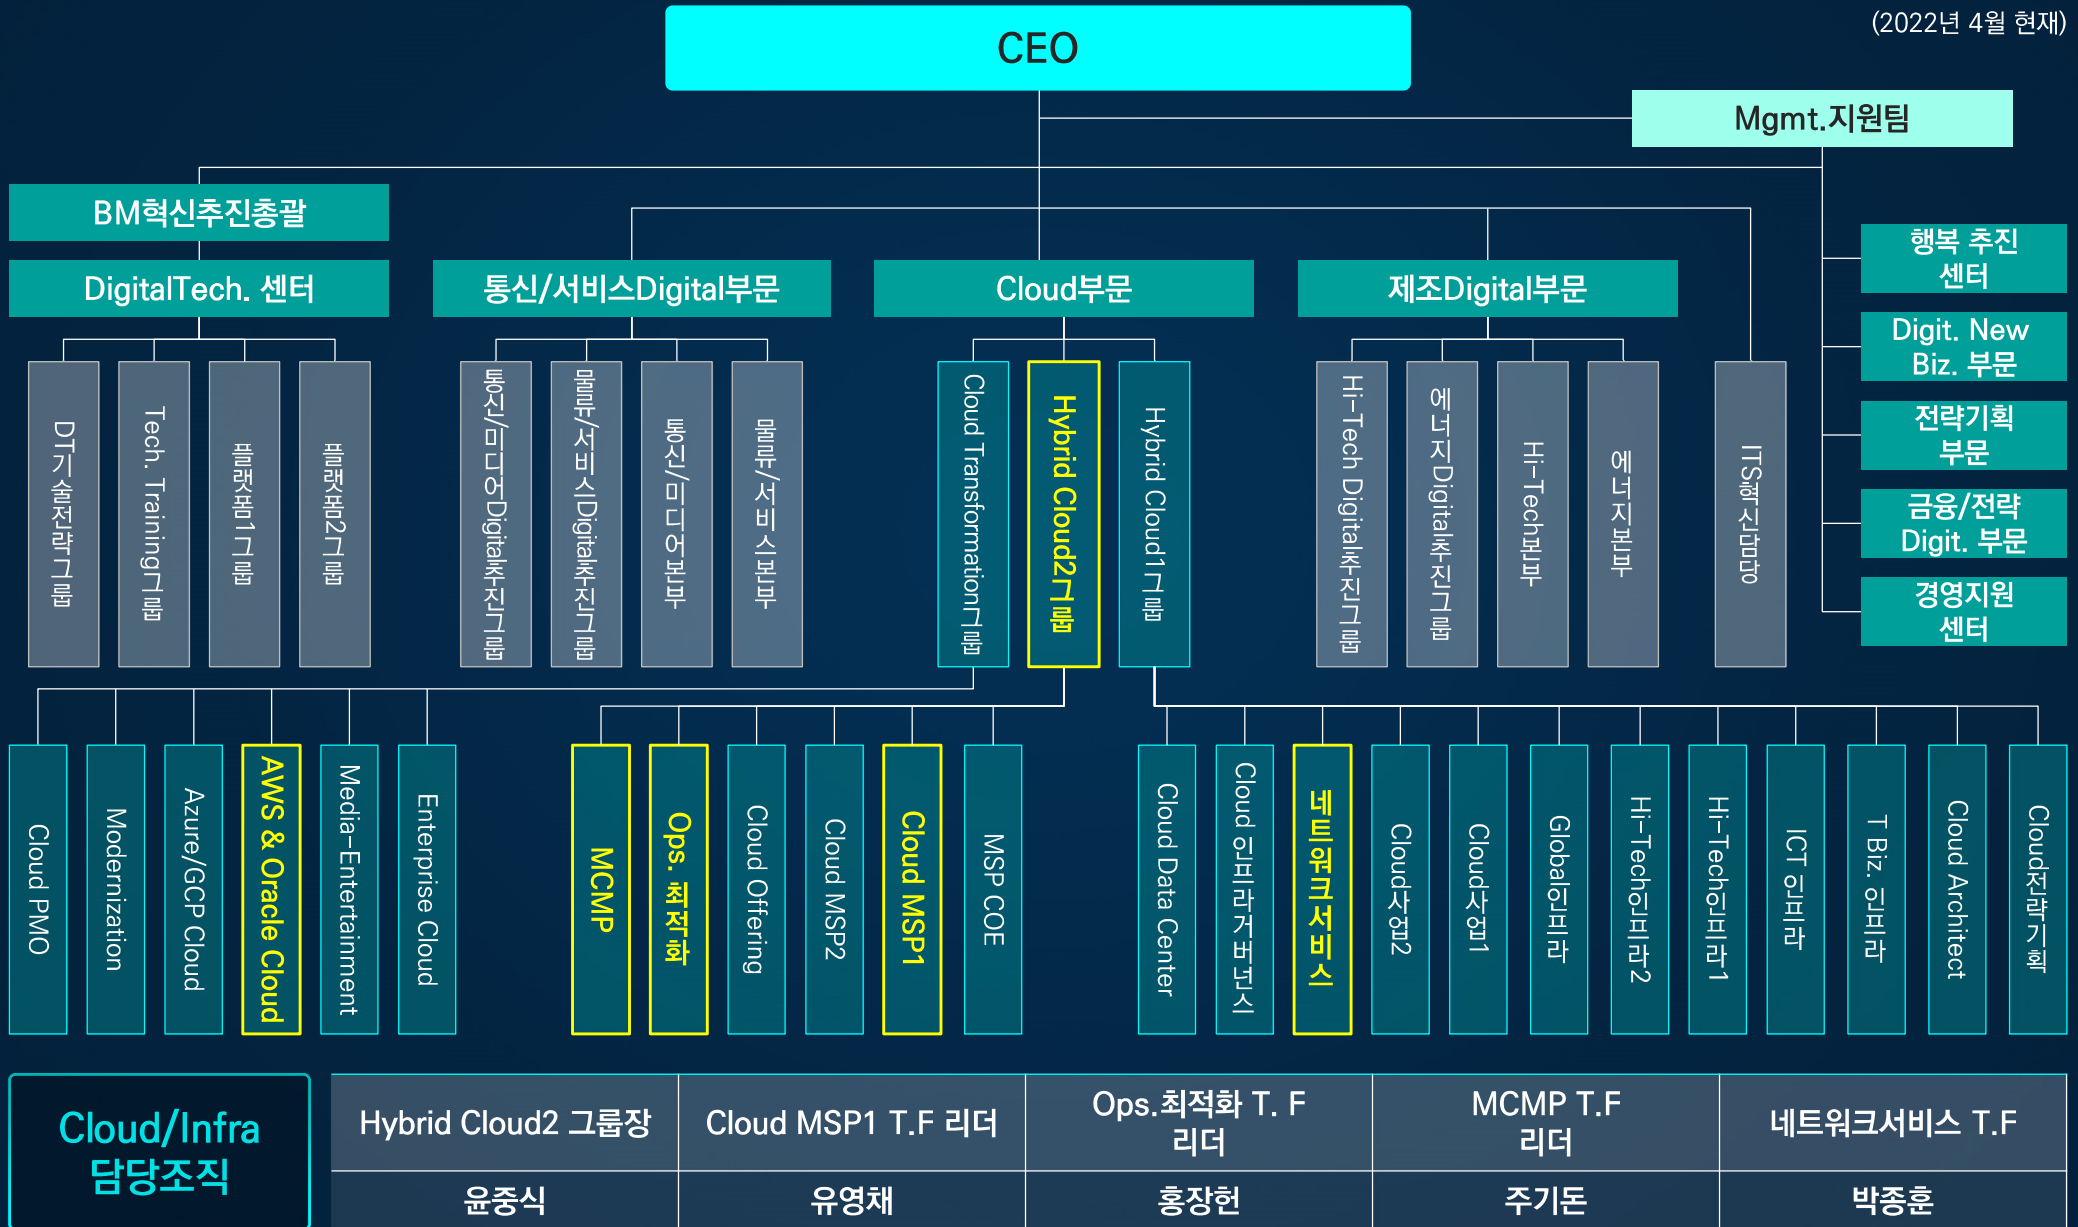 (2022년 4월 현재)
CEO
Mgmt.지원팀
BM혁신추진총괄
DigitalTech. 센터
통신/서비스Digital부문
Cloud부문
제조Digital부문
행복 추진
센터
Digit. New
Biz. 부문
전략기획
부문
금융/전략
Digit. 부문
경영지원
센터
DT기술전략그룹
Tech. Training그룹
플랫폼1그룹
플랫폼2그룹
통신/미디어Digital추진그룹
물류/서비스Digital추진그룹
통신/미디어본부
물류/서비스본부
Cloud Transformation그룹
Hybrid Cloud2그룹
Hybrid Cloud1그룹
Hi-Tech Digital추진그룹
에너지Digital추진그룹
Hi-Tech본부
에너지본부
ITS혁신담당
Cloud PMO
Modernization
Azure/GCP Cloud
AWS & Oracle Cloud
Media-Entertainment
Enterprise Cloud
MCMP
Ops. 최적화
Cloud Offering
Cloud MSP2
Cloud MSP1
MSP COE
Cloud Data Center
Cloud 인프라거버넌스
네트워크서비스
Cloud사업2
Cloud사업1
Global인프라
Hi-Tech인프라2
Hi-Tech인프라1
ICT 인프라
T Biz. 인프라
Cloud Architect
Cloud전략기획
Cloud/Infra
담당조직
Hybrid Cloud2 그룹장
Cloud MSP1 T.F 리더
Ops.최적화 T. F
리더
MCMP T.F
리더
네트워크서비스 T.F
윤중식
유영채
홍장헌
주기돈
박종훈